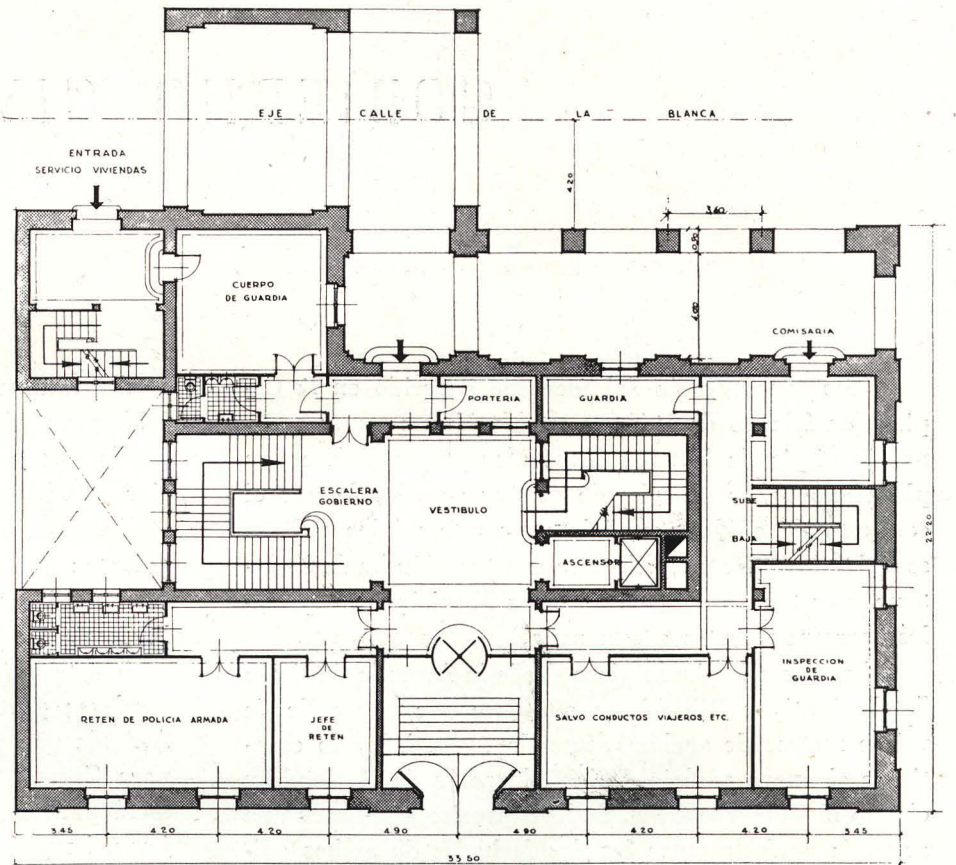 EJE CALLE DE LA BLANCA
ENTRADA
SERVICIO VIVIENDAS
4.20
3.60
0.90
CUERPO
DE GUARDIA
4.00
COMISARIA
PORTERIA
GUARDIA
ESCALERA
GOBIERNO
VESTIBULO
SUBE
BAJA
ASCENSOR
22.20
INSPECCION
DE
GUARDIA
RETEN DE POLICIA ARMADA
JEFE
DE
RETEN
SALVO CONDUCTOS VIAJEROS, ETC.
3.45 4.20 4.20 4.90 4.90 4.20 4.20 3.45
33 50